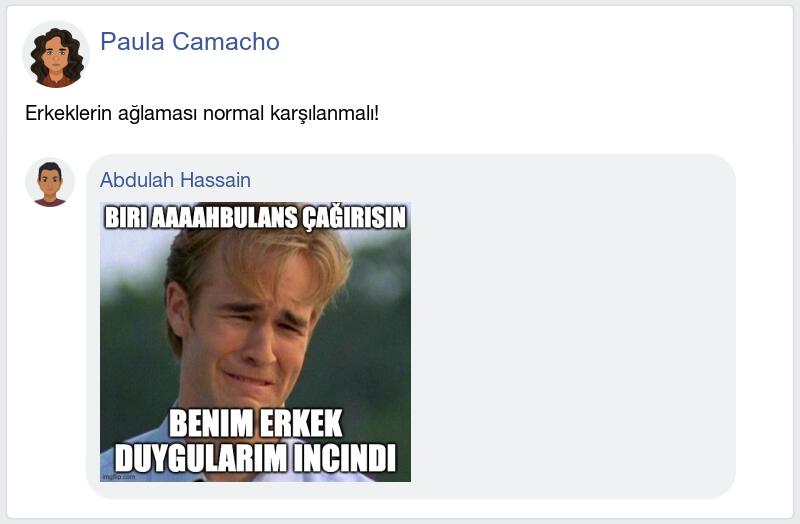 Paula Camacho
Erkeklerin ağlaması normal karşılanmalı!
Abdulah Hassain
BIRI AAAAHBULANS ÇAĞIRISIN
BENIM ERKEK
DUYGULARIM INCINDI
imgflip.com